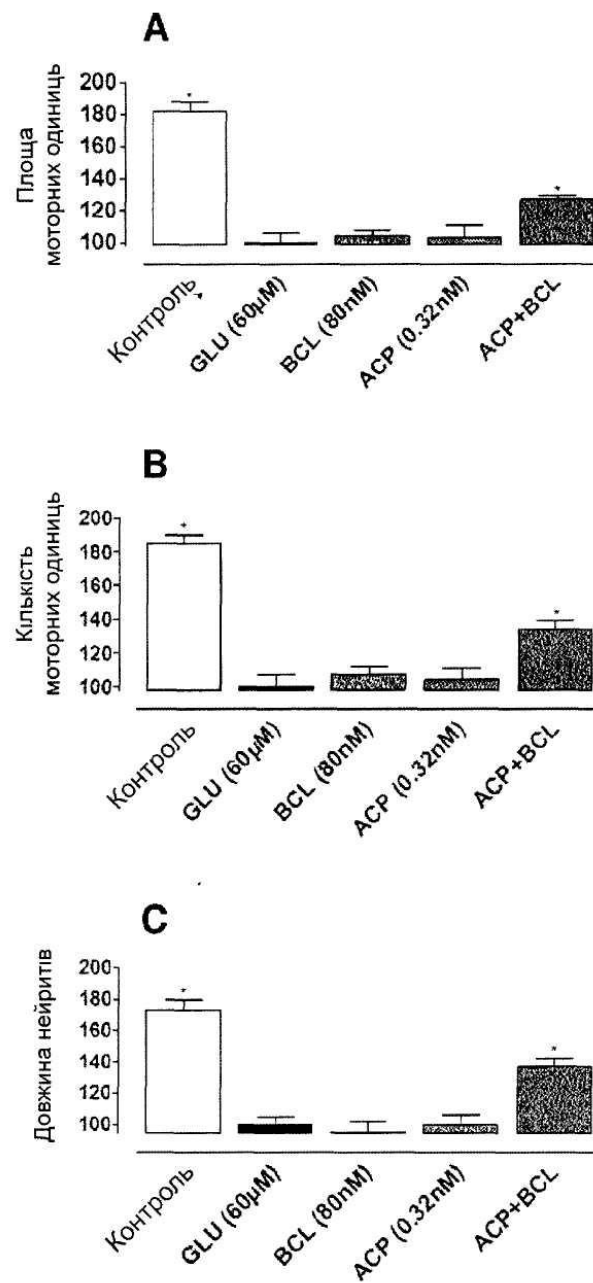 A
Площа
моторних одиниць
200
180
160
140
120
100
*
*
Контроль
GLU (60μM)
BCL (80nM)
ACP (0.32nM)
ACP+BCL
B
Кількість
моторних одиниць
200
180
160
140
120
100
*
*
Контроль
GLU (60μM)
BCL (80nM)
ACP (0.32nM)
ACP+BCL
C
Довжина нейритів
200
180
160
140
120
100
*
*
Контроль
GLU (60μM)
BCL (80nM)
ACP (0.32nM)
ACP+BCL